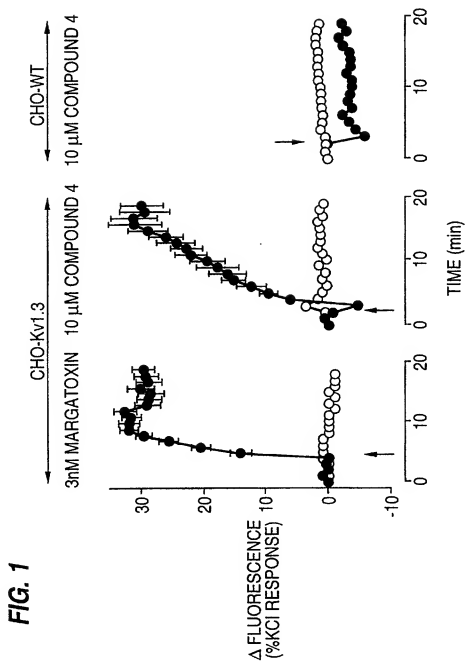 FIG. 1
CHO-Kv1.3
CHO-WT
3nM MARGATOXIN
10 μM COMPOUND 4
10 μM COMPOUND 4
Δ FLUORESCENCE
(%KCl RESPONSE)
30
20
10
0
-10
0
10
20
0
10
20
0
10
20
TIME (min)